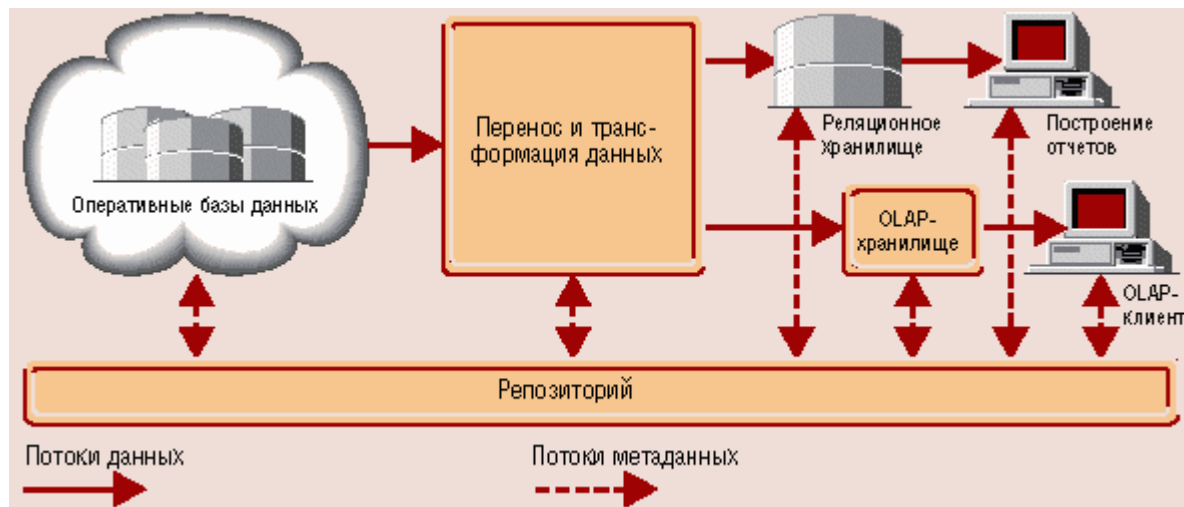 Оперативные базы данных
Перенос и транс-
формация данных
Реляционное
хранилище
Построение
отчетов
OLAP-
хранилище
OLAP-
клиент
Репозиторий
Потоки данных
Потоки метаданных